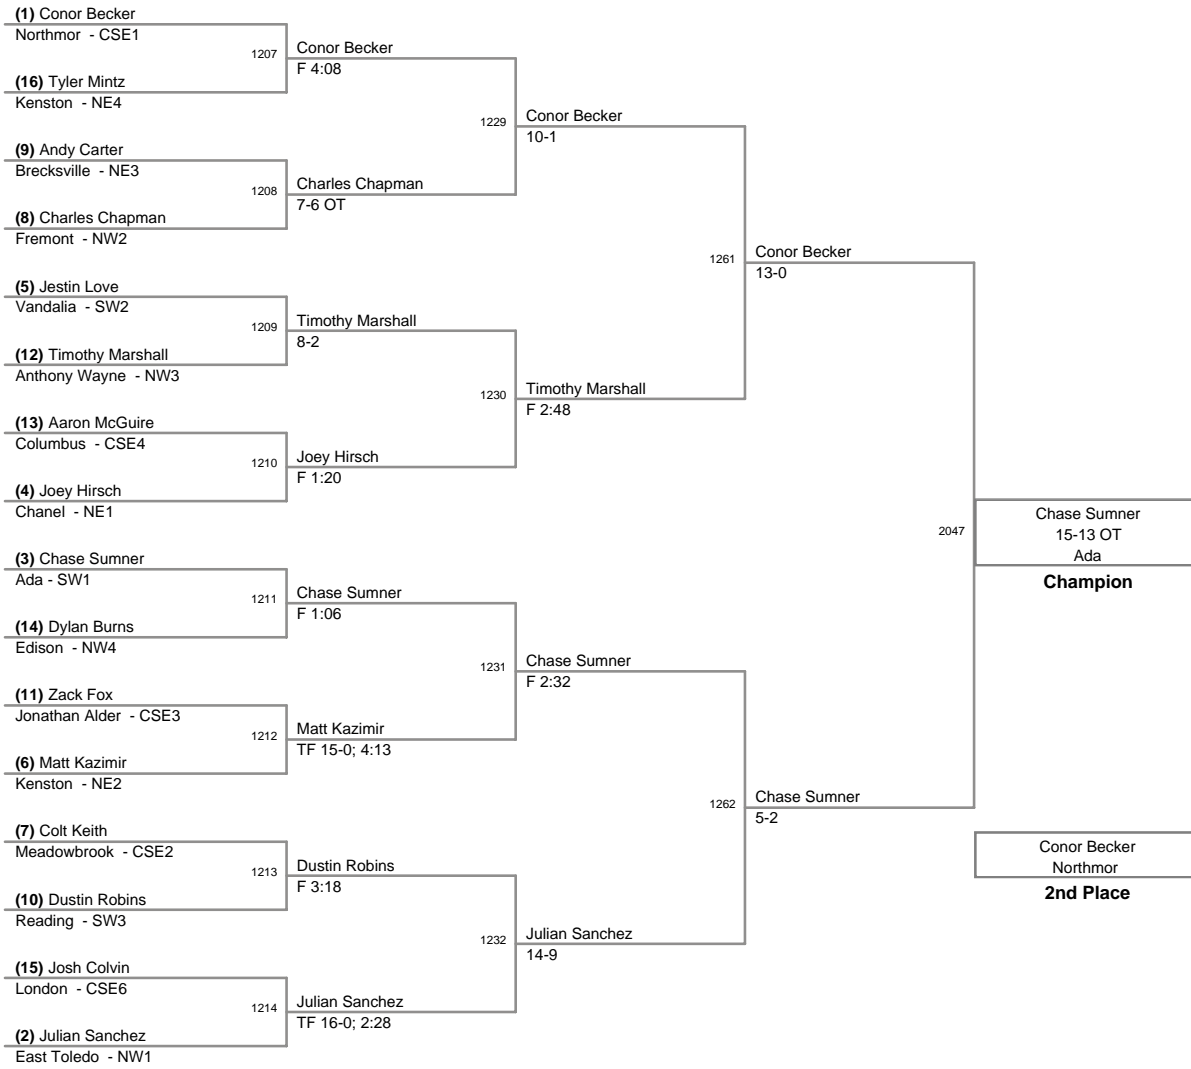 (1) Conor Becker
Northmor - CSE1
1207
(16) Tyler Mintz
Kenston - NE4
Conor Becker
F 4:08
(9) Andy Carter
Brecksville - NE3
1208
(8) Charles Chapman
Fremont - NW2
Charles Chapman
7-6 OT
1229
Conor Becker
10-1
(5) Jestin Love
Vandalia - SW2
1209
(12) Timothy Marshall
Anthony Wayne - NW3
Timothy Marshall
8-2
(13) Aaron McGuire
Columbus - CSE4
1210
(4) Joey Hirsch
Chanel - NE1
Joey Hirsch
F 1:20
1230
Timothy Marshall
F 2:48
1261
Conor Becker
13-0
(3) Chase Sumner
Ada - SW1
1211
(14) Dylan Burns
Edison - NW4
Chase Sumner
F 1:06
(11) Zack Fox
Jonathan Alder - CSE3
1212
(6) Matt Kazimir
Kenston - NE2
Matt Kazimir
TF 15-0; 4:13
1231
Chase Sumner
F 2:32
(7) Colt Keith
Meadowbrook - CSE2
1213
(10) Dustin Robins
Reading - SW3
Dustin Robins
F 3:18
(15) Josh Colvin
London - CSE6
1214
(2) Julian Sanchez
East Toledo - NW1
Julian Sanchez
TF 16-0; 2:28
1232
Julian Sanchez
14-9
1262
Chase Sumner
5-2
2047
Chase Sumner
15-13 OT
Ada
Champion
Conor Becker
Northmor
2nd Place